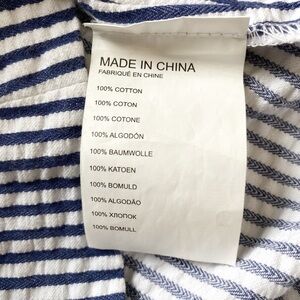 MADE IN CHINA
FABRIQUÉ EN CHINE
100% COTTON
100% COTON
100% COTONE
100% ALGODÓN
100% BAUMWOLLE
100% KATOEN
100% BOMULD
100% ALGODÃO
100% ХЛОПОК
100% BOMULL